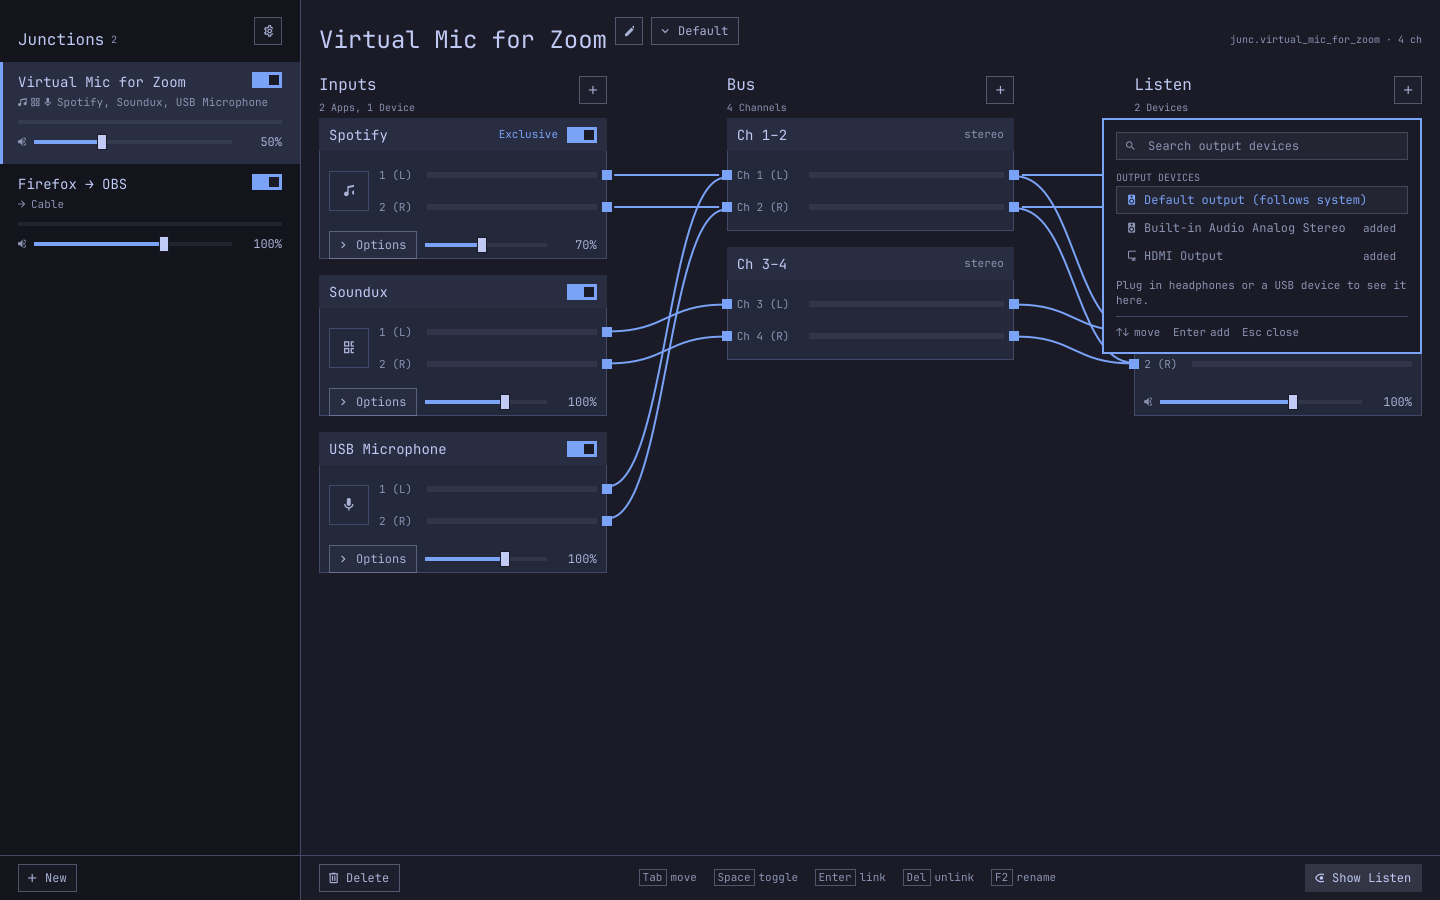 Junctions 2
Virtual Mic for Zoom
Spotify, Soundux, USB Microphone
50%
Firefox → OBS
→ Cable
100%
+ New
Virtual Mic for Zoom
Default
junc.virtual_mic_for_zoom · 4 ch
Inputs
2 Apps, 1 Device
Spotify
Exclusive
1 (L)
2 (R)
Options
70%
Soundux
1 (L)
2 (R)
Options
100%
USB Microphone
1 (L)
2 (R)
Options
100%
Bus
4 Channels
Ch 1–2
stereo
Ch 1 (L)
Ch 2 (R)
Ch 3–4
stereo
Ch 3 (L)
Ch 4 (R)
Listen
2 Devices
Search output devices
OUTPUT DEVICES
Default output (follows system)
Built-in Audio Analog Stereo added
HDMI Output added
Plug in headphones or a USB device to see it
here.
↑↓ move Enter add Esc close
2 (R)
100%
Delete
Tab move Space toggle Enter link Del unlink F2 rename
Show Listen